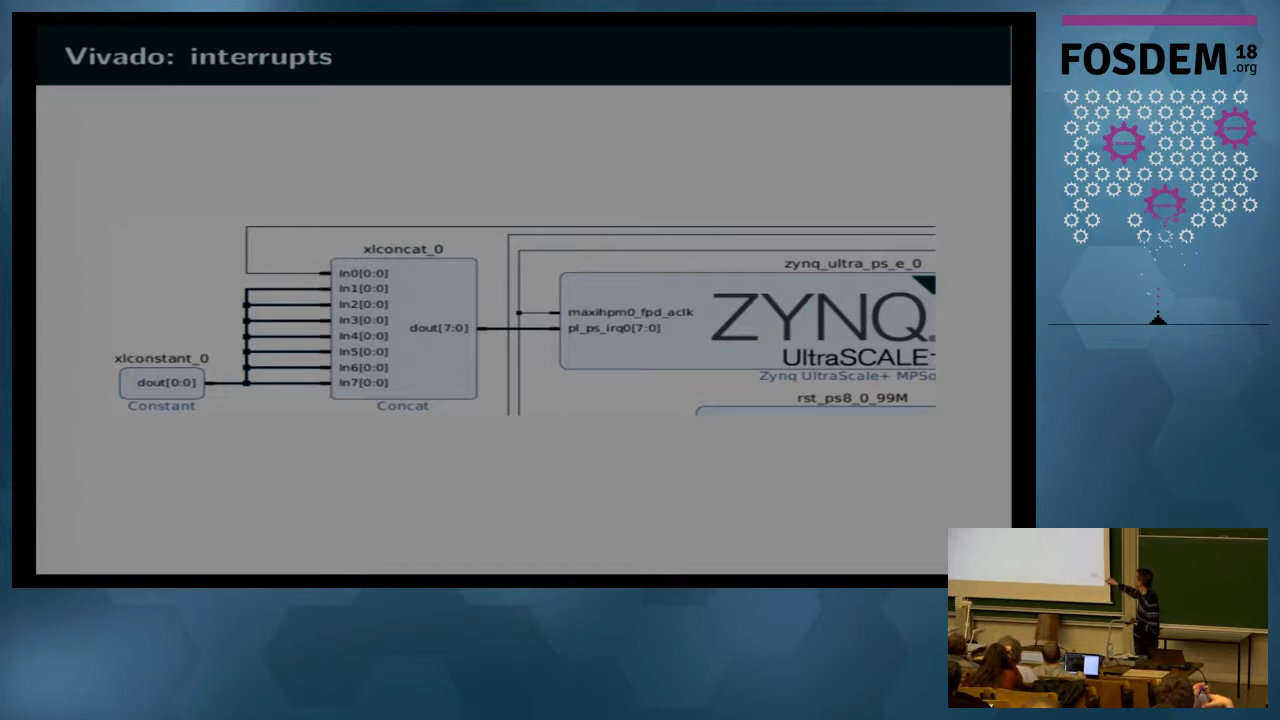 Vivado: interrupts
FOSDEM 18
.org
xlconcat_0
In0[0:0]
In1[0:0]
In2[0:0]
In3[0:0]
In4[0:0]
In5[0:0]
In6[0:0]
In7[0:0]
dout[7:0]
Concat
xlconstant_0
dout[0:0]
Constant
zynq_ultra_ps_e_0
maxihpm0_fpd_aclk
pl_ps_irq0[7:0]
ZYNQ
UltraSCALE
Zynq UltraScale+ MPSo
rst_ps8_0_99M